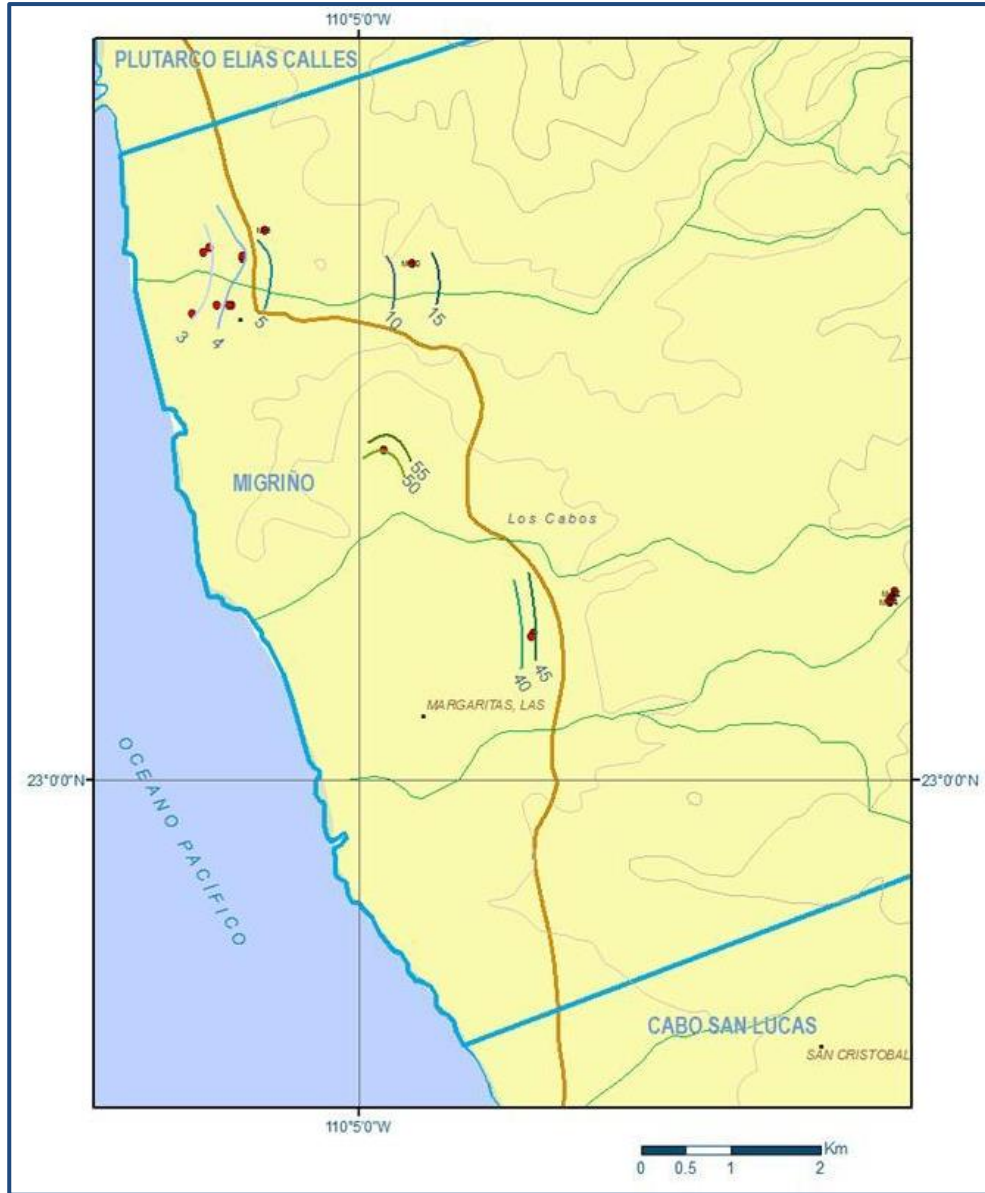 110°5'0"W
PLUTARCO ELIAS CALLES
3
4
5
10
15
55
50
MIGRIÑO
Los Cabos
40
45
MARGARITAS, LAS
23°0'0"N
23°0'0"N
OCEANO PACÍFICO
CABO SAN LUCAS
SAN CRISTOBAL
110°5'0"W
Km
0 0.5 1 2